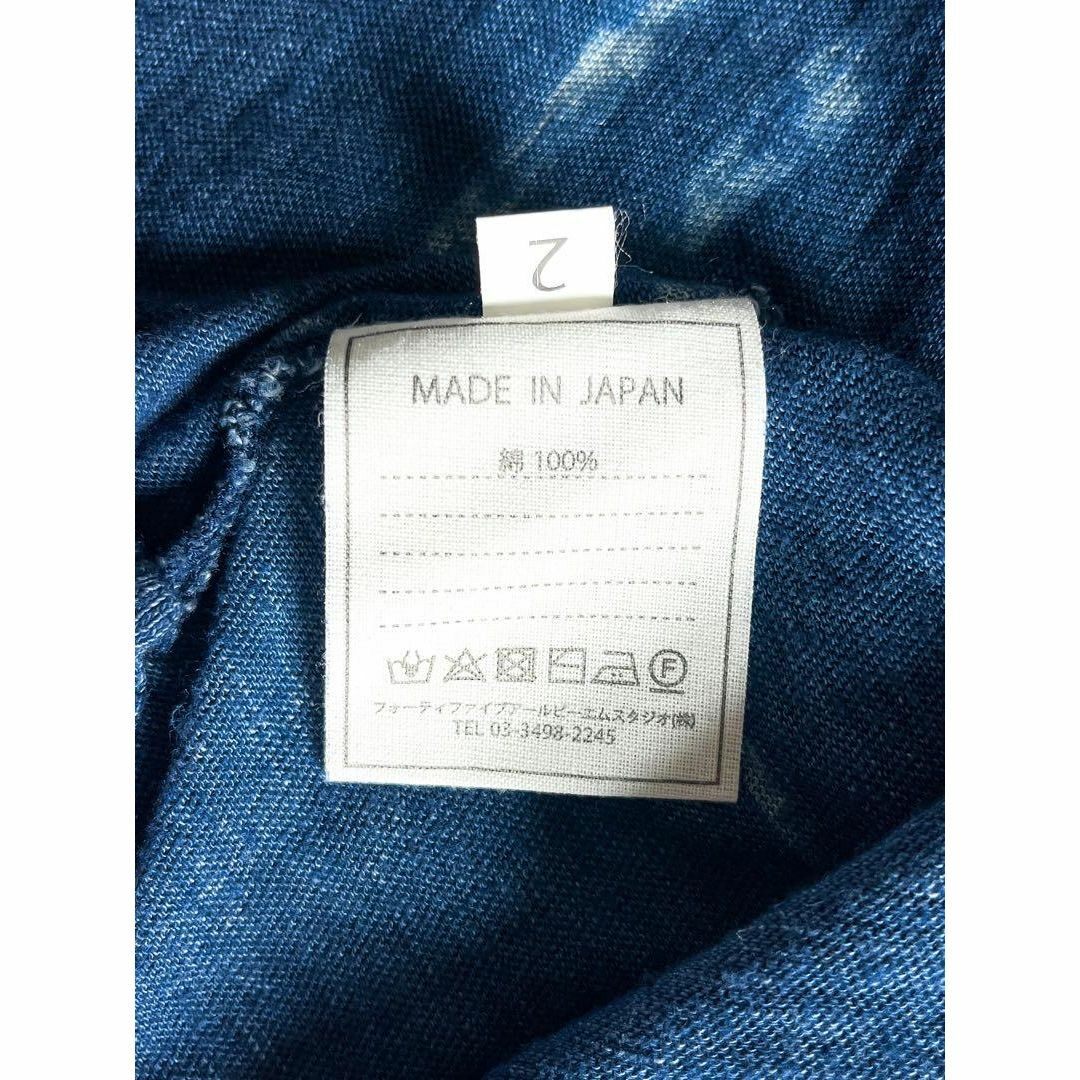 2
MADE IN JAPAN
綿 100%
F
フォーティファイブアールピーエムスタジオ(株)
TEL 03-3498-2245